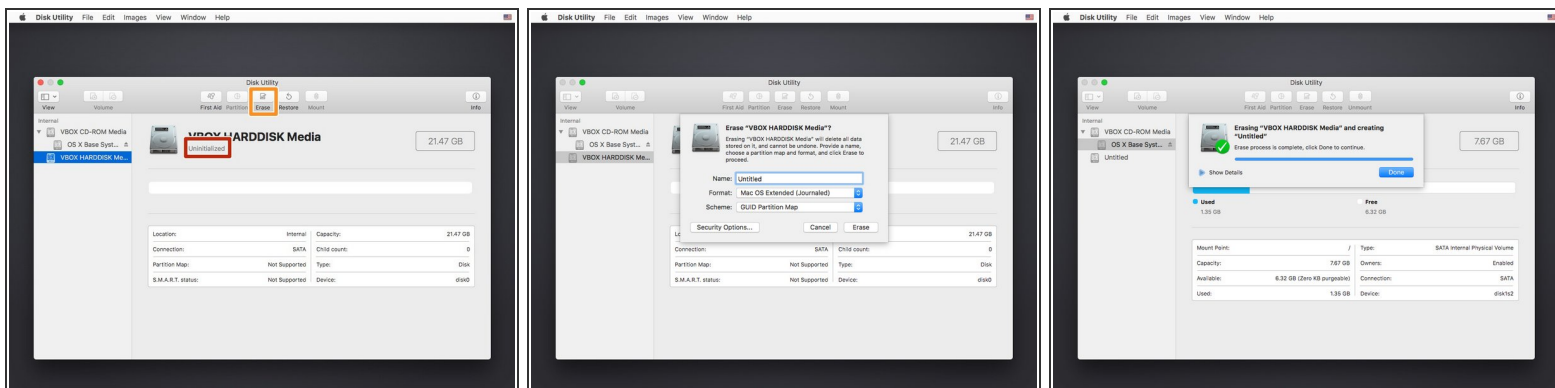 Disk Utility File Edit Images View Window Help
Disk Utility
View Volume First Aid Partition Erase Restore Mount Info
Internal
VBOX CD-ROM Media
OS X Base Syst...
VBOX HARDDISK Me...
VBOX HARDDISK Media
Uninitialized
21.47 GB
Location: Internal Capacity: 21.47 GB
Connection: SATA Child count: 0
Partition Map: Not Supported Type: Disk
S.M.A.R.T. status: Not Supported Device: disk0
Disk Utility File Edit Images View Window Help
Disk Utility
View Volume First Aid Partition Erase Restore Mount Info
Internal
VBOX CD-ROM Media
OS X Base Syst...
VBOX HARDDISK Me...
Erase "VBOX HARDDISK Media"?
Erasing "VBOX HARDDISK Media" will delete all data
stored on it, and cannot be undone. Provide a name,
choose a partition map and format, and click Erase to
proceed.
Name: Untitled
Format: Mac OS Extended (Journaled)
Scheme: GUID Partition Map
Security Options... Cancel Erase
21.47 GB
Lo 21.47 GB
Connection: SATA Child count: 0
Partition Map: Not Supported Type: Disk
S.M.A.R.T. status: Not Supported Device: disk0
Disk Utility File Edit Images View Window Help
Disk Utility
View Volume First Aid Partition Erase Restore Unmount Info
Internal
VBOX CD-ROM Media
OS X Base Syst...
Untitled
Erasing "VBOX HARDDISK Media" and creating
"Untitled"
Erase process is complete, click Done to continue.
Show Details Done
7.67 GB
Used Free
1.35 GB 6.32 GB
Mount Point: / Type: SATA Internal Physical Volume
Capacity: 7.67 GB Owners: Enabled
Available: 6.32 GB (Zero KB purgeable) Connection: SATA
Used: 1.35 GB Device: disk1s2